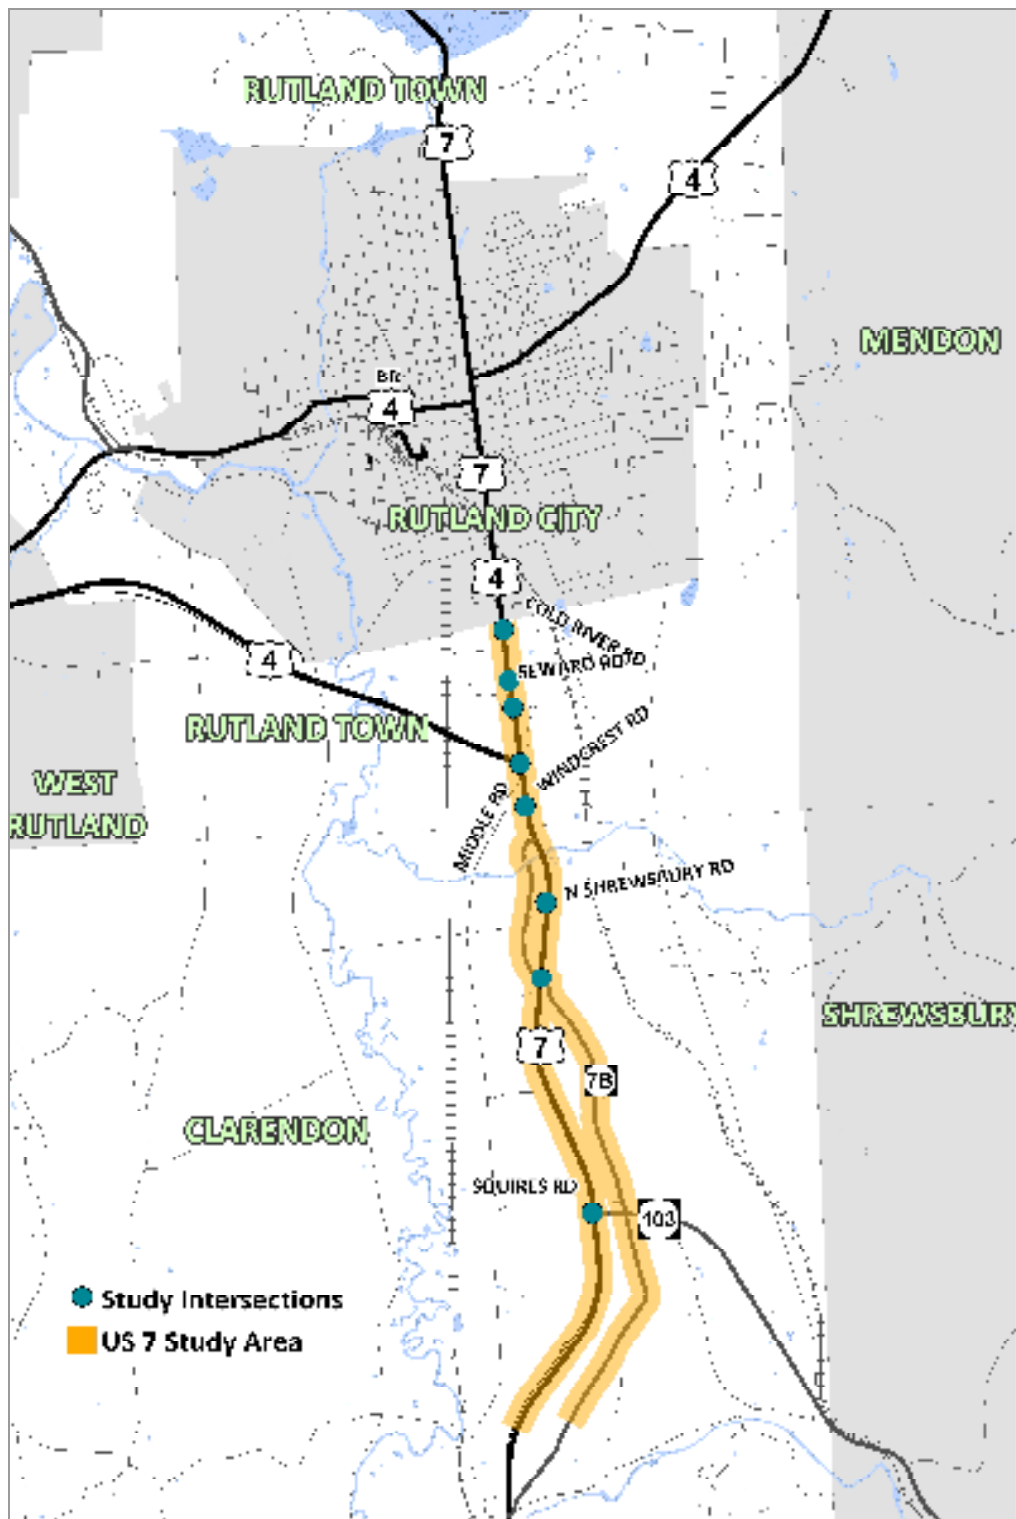 RUTLAND TOWN
7
4
MENDON
BR
4
7
RUTLAND CITY
4
COLD RIVER RD
SEWARD ROAD
4
RUTLAND TOWN
WINDCREST RD
WEST
RUTLAND
MIDDLE RD
N SHREWSBURY RD
SHREWSBURY
7
7B
CLARENDON
SQUIRES RD
103
Study Intersections
US 7 Study Area